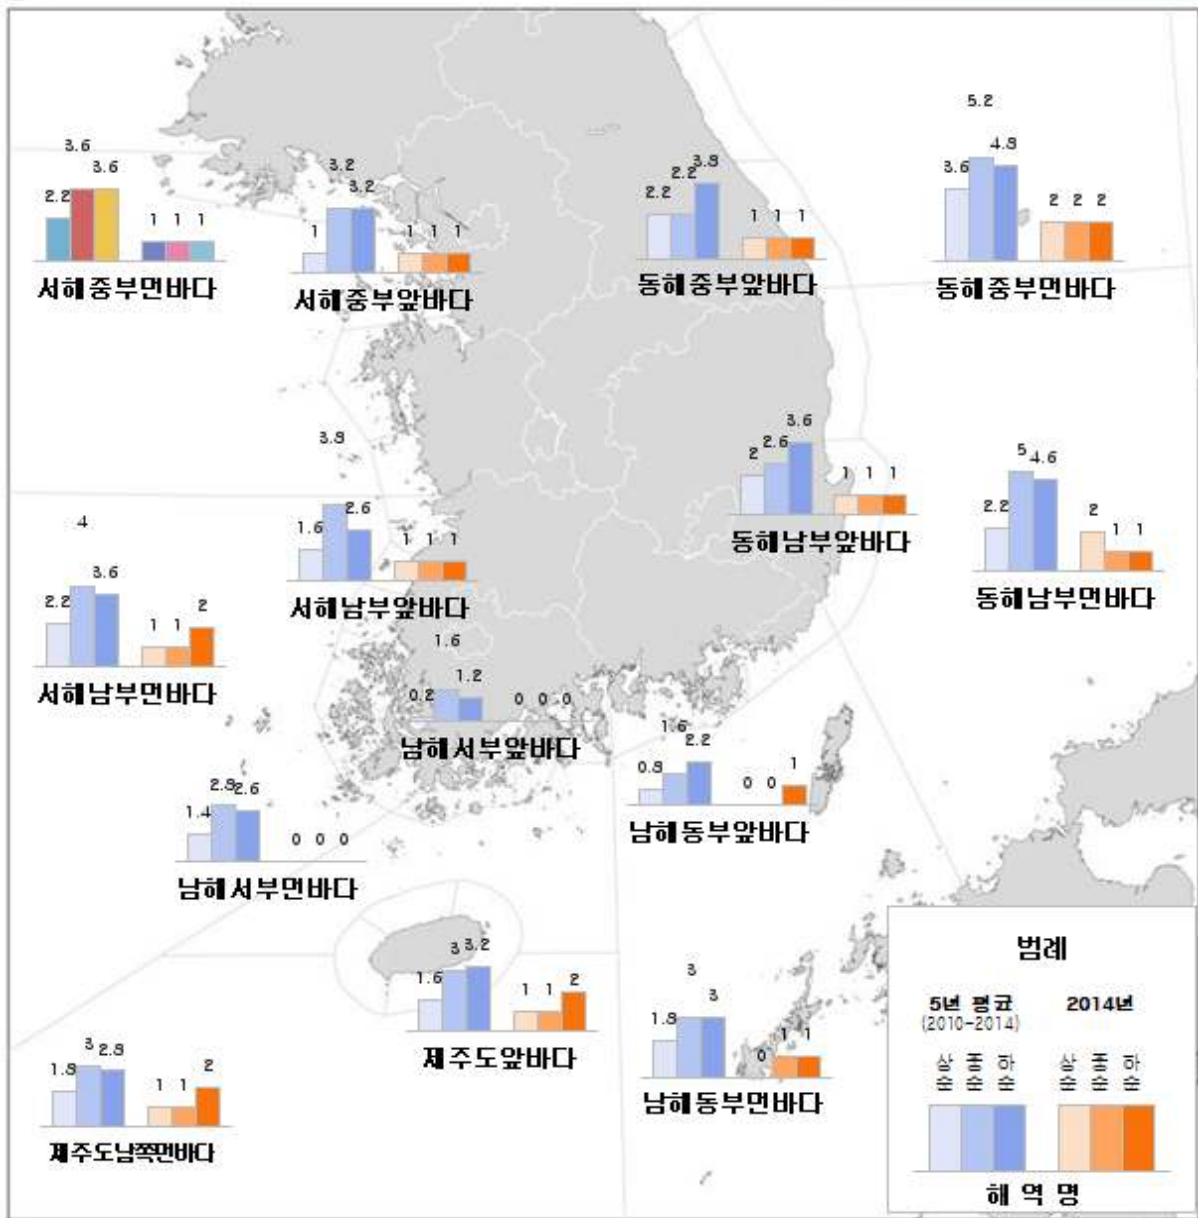 3.6
2.2 3.6 1 1 1
서해중부먼바다
3.2
1 3.2 1 1 1
서해중부앞바다
2.2 2.2 3.8 1 1 1
동해중부앞바다
5.2
3.6 4.8 2 2 2
동해중부먼바다
3.8
1.6 2.6 1 1 1
서해남부앞바다
2 2.6 3.6 1 1 1
동해남부앞바다
5
2.2 4.6 2 1 1
동해남부먼바다
4
2.2 3.6 1 1 2
서해남부먼바다
1.6
0.2 1.2 0 0 0
남해서부앞바다
1.6
0.8 2.2 0 0 1
남해동부앞바다
1.4 2.8 2.6 0 0 0
남해서부먼바다
1.6 3 3.2 1 1 2
제주도앞바다
3
1.8 3 0 1 1
남해동부먼바다
1.8 3 2.8 1 1 2
제주도남쪽먼바다
범례
5년 평균 2014년
(2010-2014)
상순 중순 하순 상순 중순 하순
해 역 명